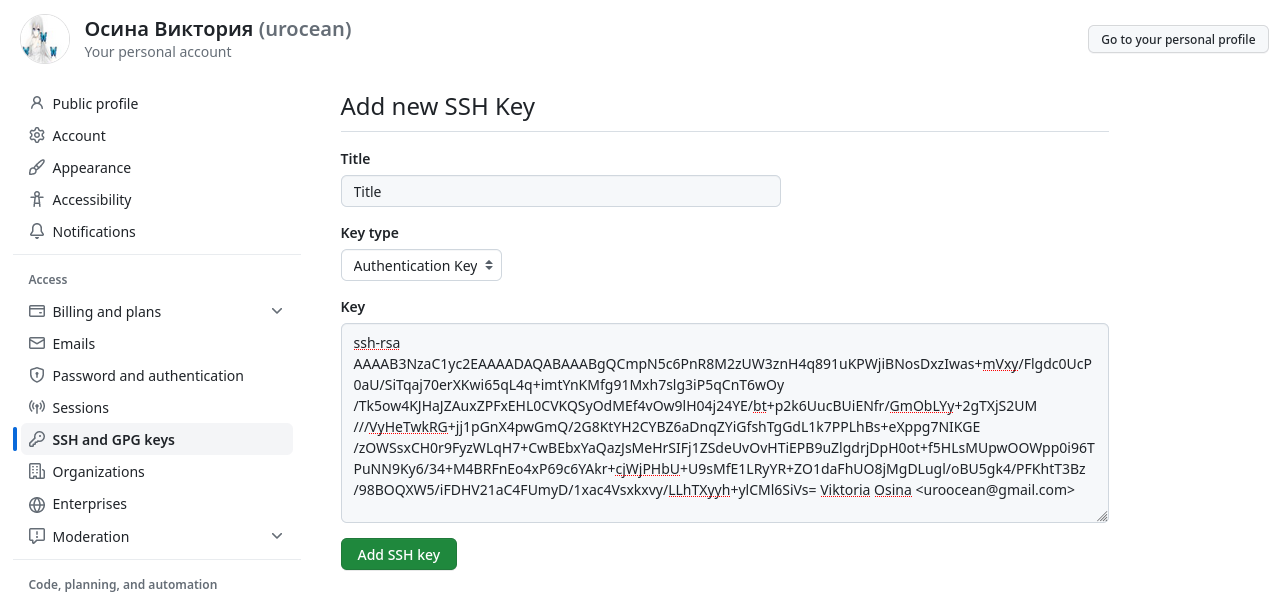 Осина Виктория (urocean)
Your personal account
Go to your personal profile
Public profile
Account
Appearance
Accessibility
Notifications
Access
Billing and plans
Emails
Password and authentication
Sessions
SSH and GPG keys
Organizations
Enterprises
Moderation
Code, planning, and automation
Add new SSH Key
Title
Title
Key type
Authentication Key
Key
ssh-rsa
AAAAB3NzaC1yc2EAAAADAQABAAABgQCmpN5c6PnR8M2zUW3znH4q891uKPWjiBNosDxzIwas+mVxy/Flgdc0UcP
0aU/SiTqaj70erXKwi65qL4q+imtYnKMfg91Mxh7slg3iP5qCnT6wOy
/Tk5ow4KJHaJZAuxZPFxEHL0CVKQSyOdMEf4vOw9lH04j24YE/bt+p2k6UucBUiENfr/GmObLYy+2gTXjS2UM
///VyHeTwkRG+jj1pGnX4pwGmQ/2G8KtYH2CYBZ6aDnqZYiGfshTgGdL1k7PPLhBs+eXppg7NIKGE
/zOWSsxCH0r9FyzWLqH7+CwBEbxYaQazJsMeHrSIFj1ZSdeUvOvHTiEPB9uZlgdrjDpH0ot+f5HLsMUpwOOWpp0i96T
PuNN9Ky6/34+M4BRFnEo4xP69c6YAkr+cjWjPHbU+U9sMfE1LRyYR+ZO1daFhUO8jMgDLugl/oBU5gk4/PFKhtT3Bz
/98BOQXW5/iFDHV21aC4FUmyD/1xac4Vsxkxvy/LLhTXyyh+ylCMl6SiVs= Viktoria Osina <uroocean@gmail.com>
Add SSH key